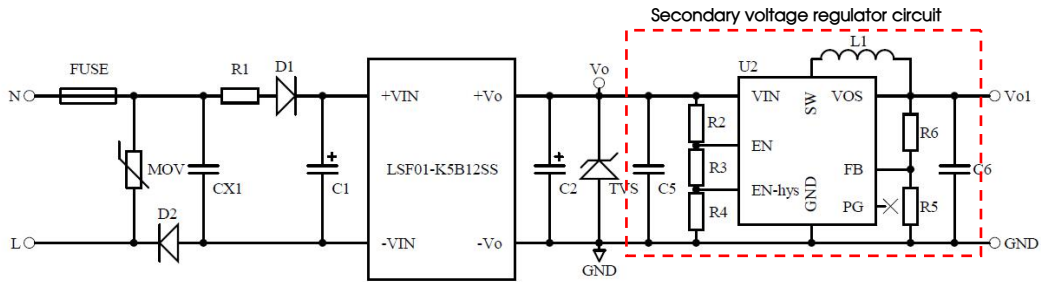 Secondary voltage regulator circuit
L1
FUSE
R1
D1
Vo
U2
N
+VIN
+Vo
VIN
SW
VOS
Vo1
R2
R6
EN
MOV
CX1
C1
LSF01-K5B12SS
C2
TVS
C5
R3
FB
C6
EN-hys
GND
D2
R4
PG
R5
L
-VIN
-Vo
GND
GND